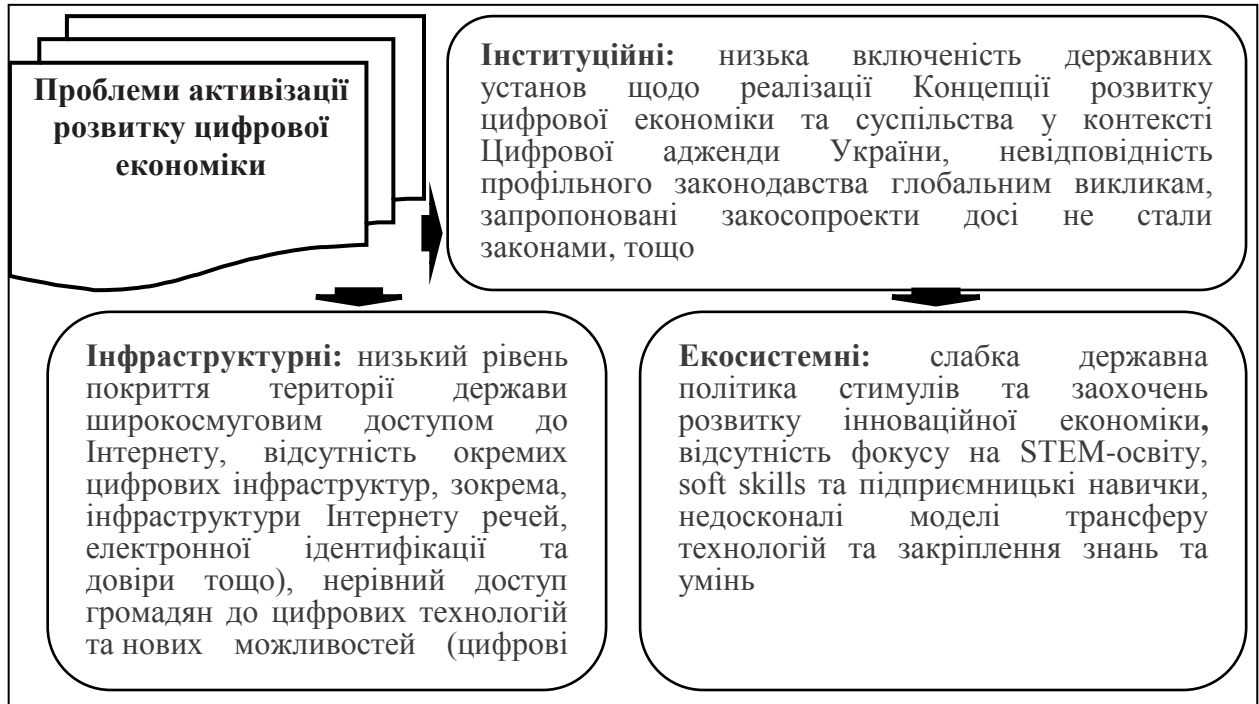 Проблеми активізації
розвитку цифрової
економіки
Інституційні: низька включеність державних
установ щодо реалізації Концепції розвитку
цифрової економіки та суспільства у контексті
Цифрової адженди України, невідповідність
профільного законодавства глобальним викликам,
запропоновані закосопроекти досі не стали
законами, тощо
Інфраструктурні: низький рівень
покриття території держави
широкосмуговим доступом до
Інтернету, відсутність окремих
цифрових інфраструктур, зокрема,
інфраструктури Інтернету речей,
електронної ідентифікації та
довіри тощо), нерівний доступ
громадян до цифрових технологій
та нових можливостей (цифрові
Екосистемні: слабка державна
політика стимулів та заохочень
розвитку інноваційної економіки,
відсутність фокусу на STEM-освіту,
soft skills та підприємницькі навички,
недосконалі моделі трансферу
технологій та закріплення знань та
умінь